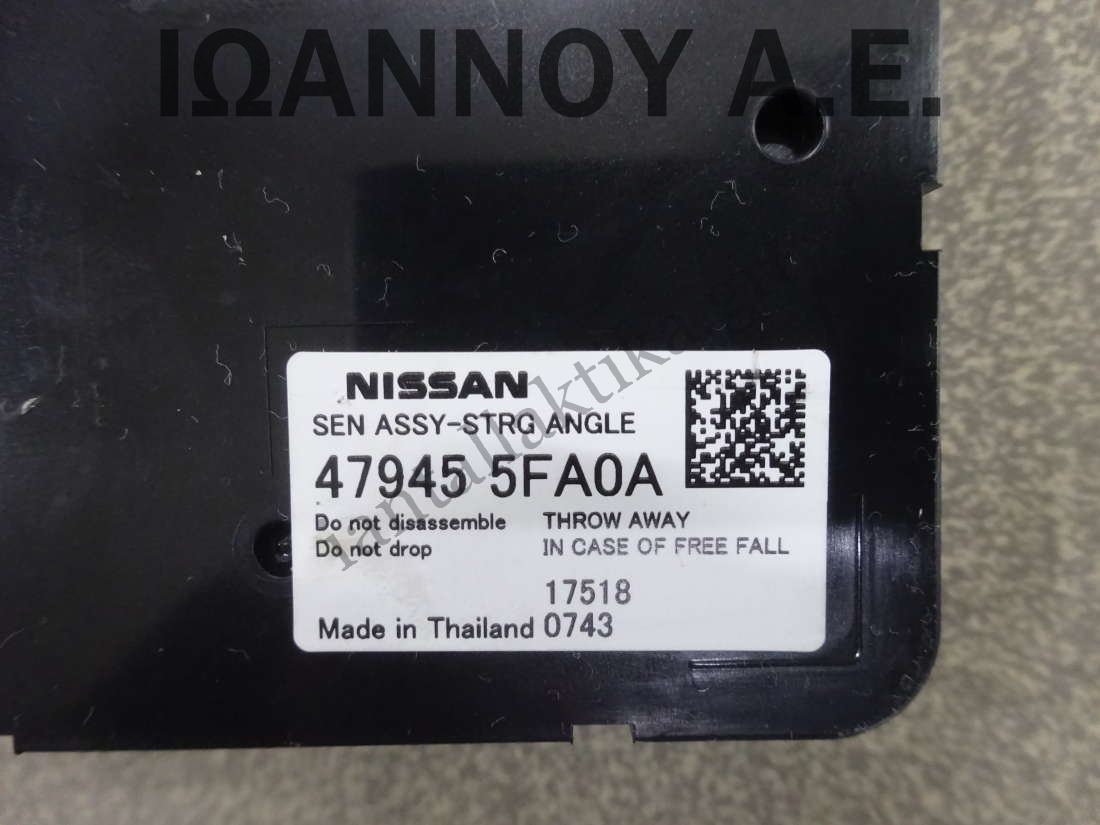 ΙΩΑΝΝΟΥ Α.Ε.
NISSAN
SEN ASSY-STRG ANGLE
47945 5FA0A
Do not disassemble THROW AWAY
Do not drop IN CASE OF FREE FALL
17518
Made in Thailand 0743